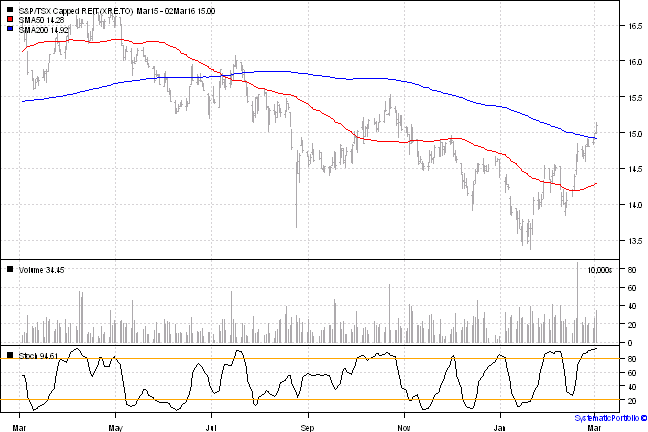 S&P/TSX Capped REIT (XRE.TO) Mar15 - 02Mar16 15.09
SMA50 14.28
SMA200 14.92
16.5
16.0
15.5
15.0
14.5
14.0
13.5
Volume 34.45
10,000s
80
60
40
20
0
Stoch 94.61
80
60
40
20
Mar
May
Jul
Sep
Nov
Jan
Mar
SystematicPortfolio ©